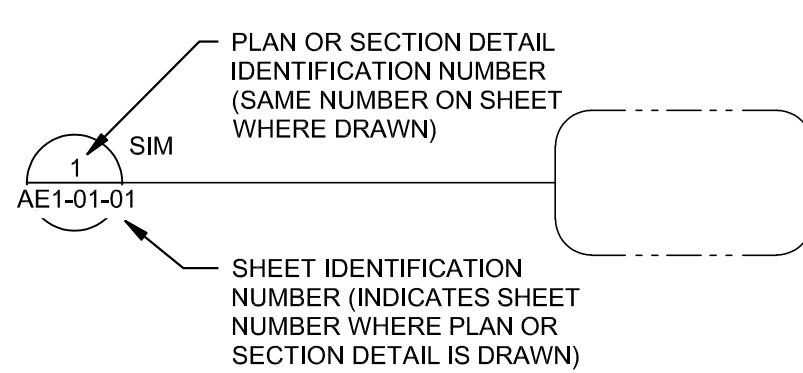 PLAN OR SECTION DETAIL
IDENTIFICATION NUMBER
(SAME NUMBER ON SHEET
WHERE DRAWN)
SIM
1
AE1-01-01
SHEET IDENTIFICATION
NUMBER (INDICATES SHEET
NUMBER WHERE PLAN OR
SECTION DETAIL IS DRAWN)